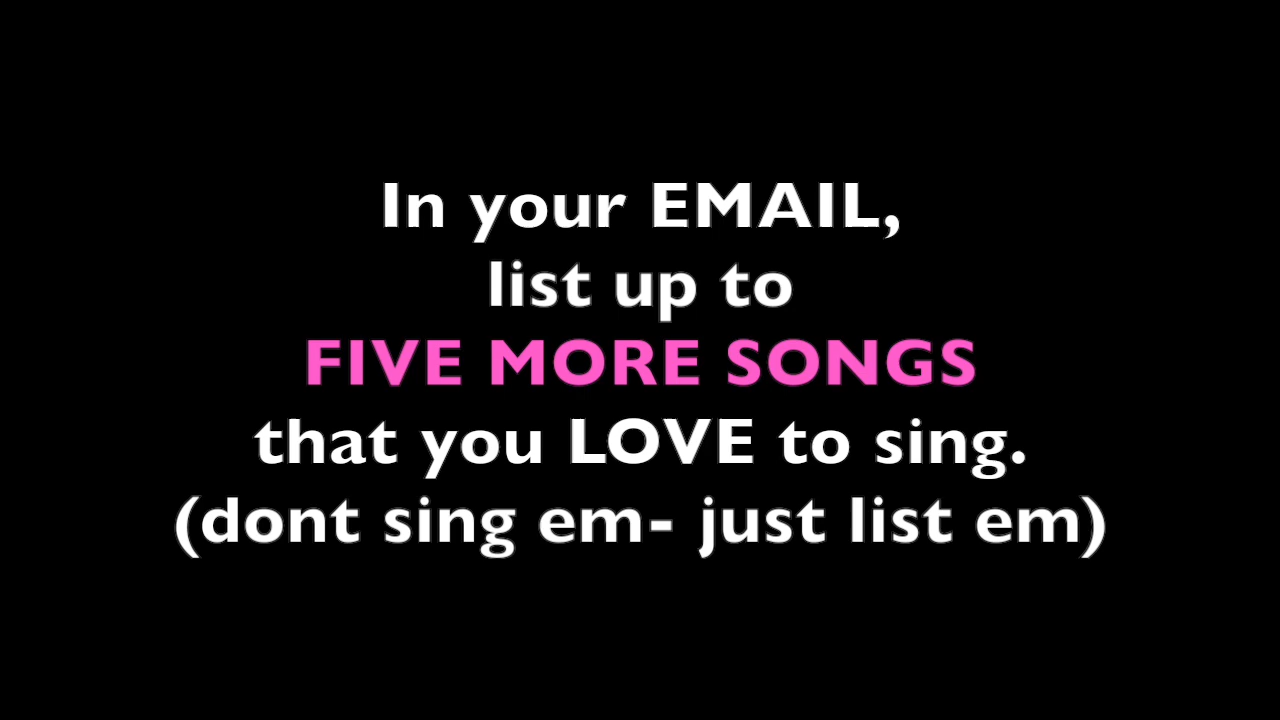 In your EMAIL,
list up to
FIVE MORE SONGS
that you LOVE to sing.
(dont sing em- just list em)